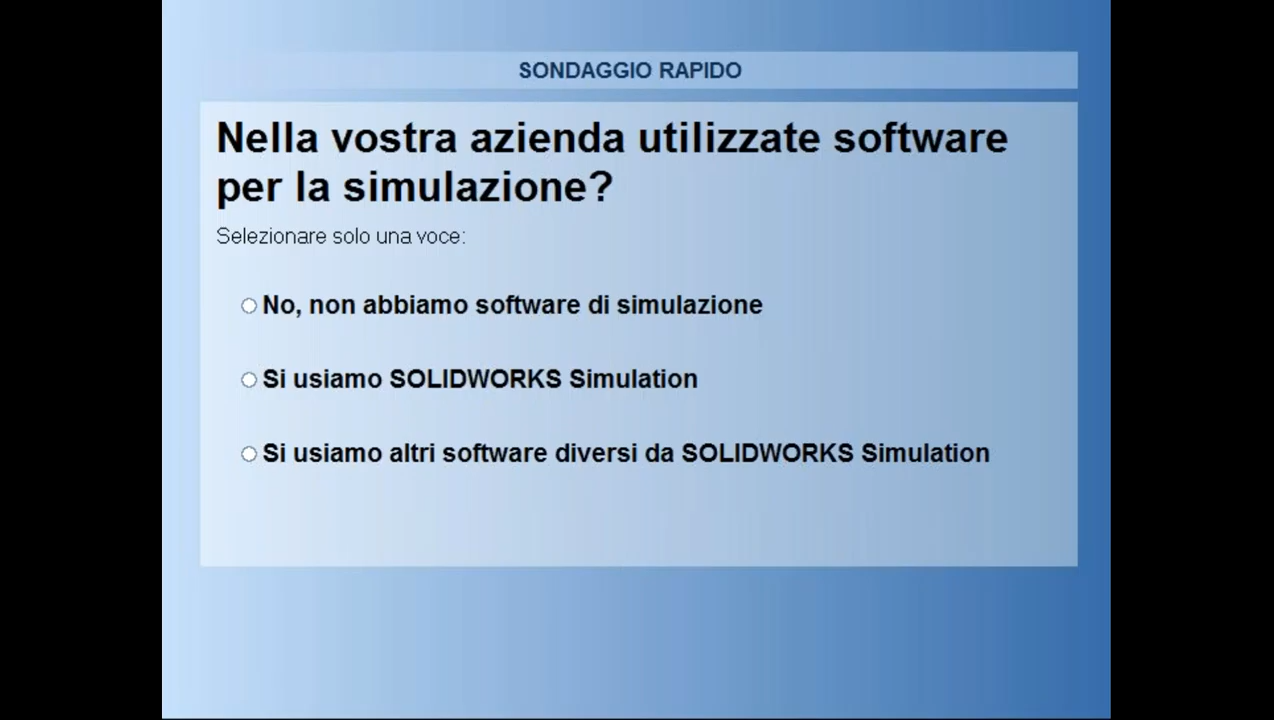 SONDAGGIO RAPIDO
Nella vostra azienda utilizzate software
per la simulazione?
Selezionare solo una voce:
No, non abbiamo software di simulazione
Si usiamo SOLIDWORKS Simulation
Si usiamo altri software diversi da SOLIDWORKS Simulation